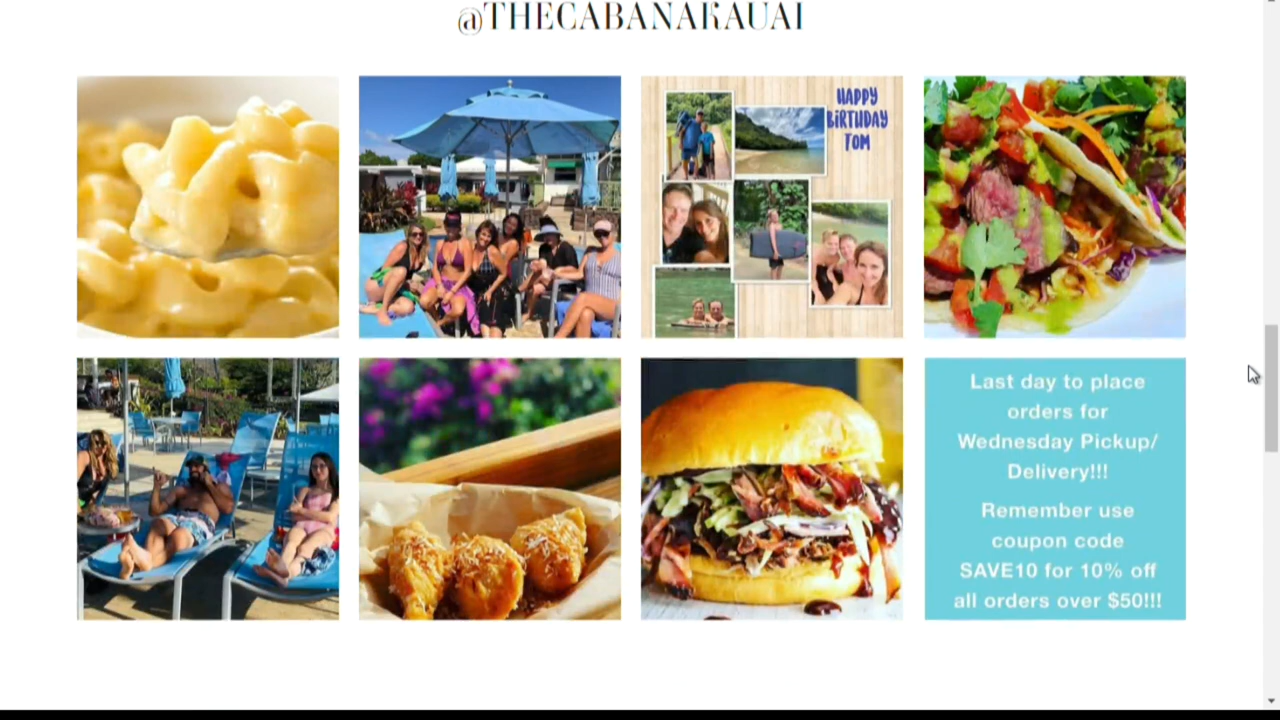 @THECABANAKAUAI
HAPPY
BIRTHDAY
TOM
Last day to place
orders for
Wednesday Pickup/
Delivery!!!
Remember use
coupon code
SAVE10 for 10% off
all orders over $50!!!